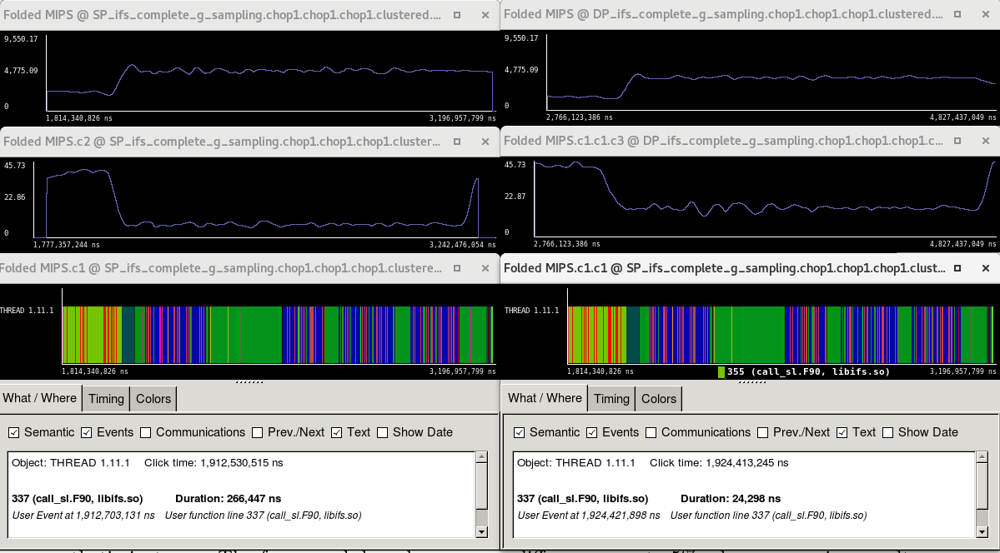 Folded MIPS @ SP_ifs_complete_g_sampling.chop1.chop1.chop1.clustered....
9,550.17
4,775.09
0
1,814,340,826 ns 3,196,957,799 ns
Folded MIPS @ DP_ifs_complete_g_sampling.chop1.chop1.chop1.clustered....
9,550.17
4,775.09
0
2,766,123,386 ns 4,827,437,049 ns
Folded MIPS.c2 @ SP_ifs_complete_g_sampling.chop1.chop1.chop1.cluster...
45.73
22.86
0
1,777,357,244 ns 3,242,476,054 ns
Folded MIPS.c1.c1.c3 @ DP_ifs_complete_g_sampling.chop1.chop1.chop1.c...
45.73
22.87
0
2,766,123,386 ns 4,827,437,049 ns
Folded MIPS.c1 @ SP_ifs_complete_g_sampling.chop1.chop1.chop1.clustere...
THREAD 1.11.1
1,814,340,826 ns 3,196,957,799 ns
Folded MIPS.c1.c1 @ SP_ifs_complete_g_sampling.chop1.chop1.chop1.clust...
THREAD 1.11.1
1,814,340,826 ns 3,196,957,799 ns
355 (call_sl.F90, libifs.so)
What / Where Timing Colors
Semantic Events Communications Prev./Next Text Show Date
Object: THREAD 1.11.1 Click time: 1,912,530,515 ns
337 (call_sl.F90, libifs.so) Duration: 266,447 ns
User Event at 1,912,703,131 ns User function line 337 (call_sl.F90, libifs.so)
What / Where Timing Colors
Semantic Events Communications Prev./Next Text Show Date
Object: THREAD 1.11.1 Click time: 1,924,413,245 ns
337 (call_sl.F90, libifs.so) Duration: 24,298 ns
User Event at 1,924,421,898 ns User function line 337 (call_sl.F90, libifs.so)